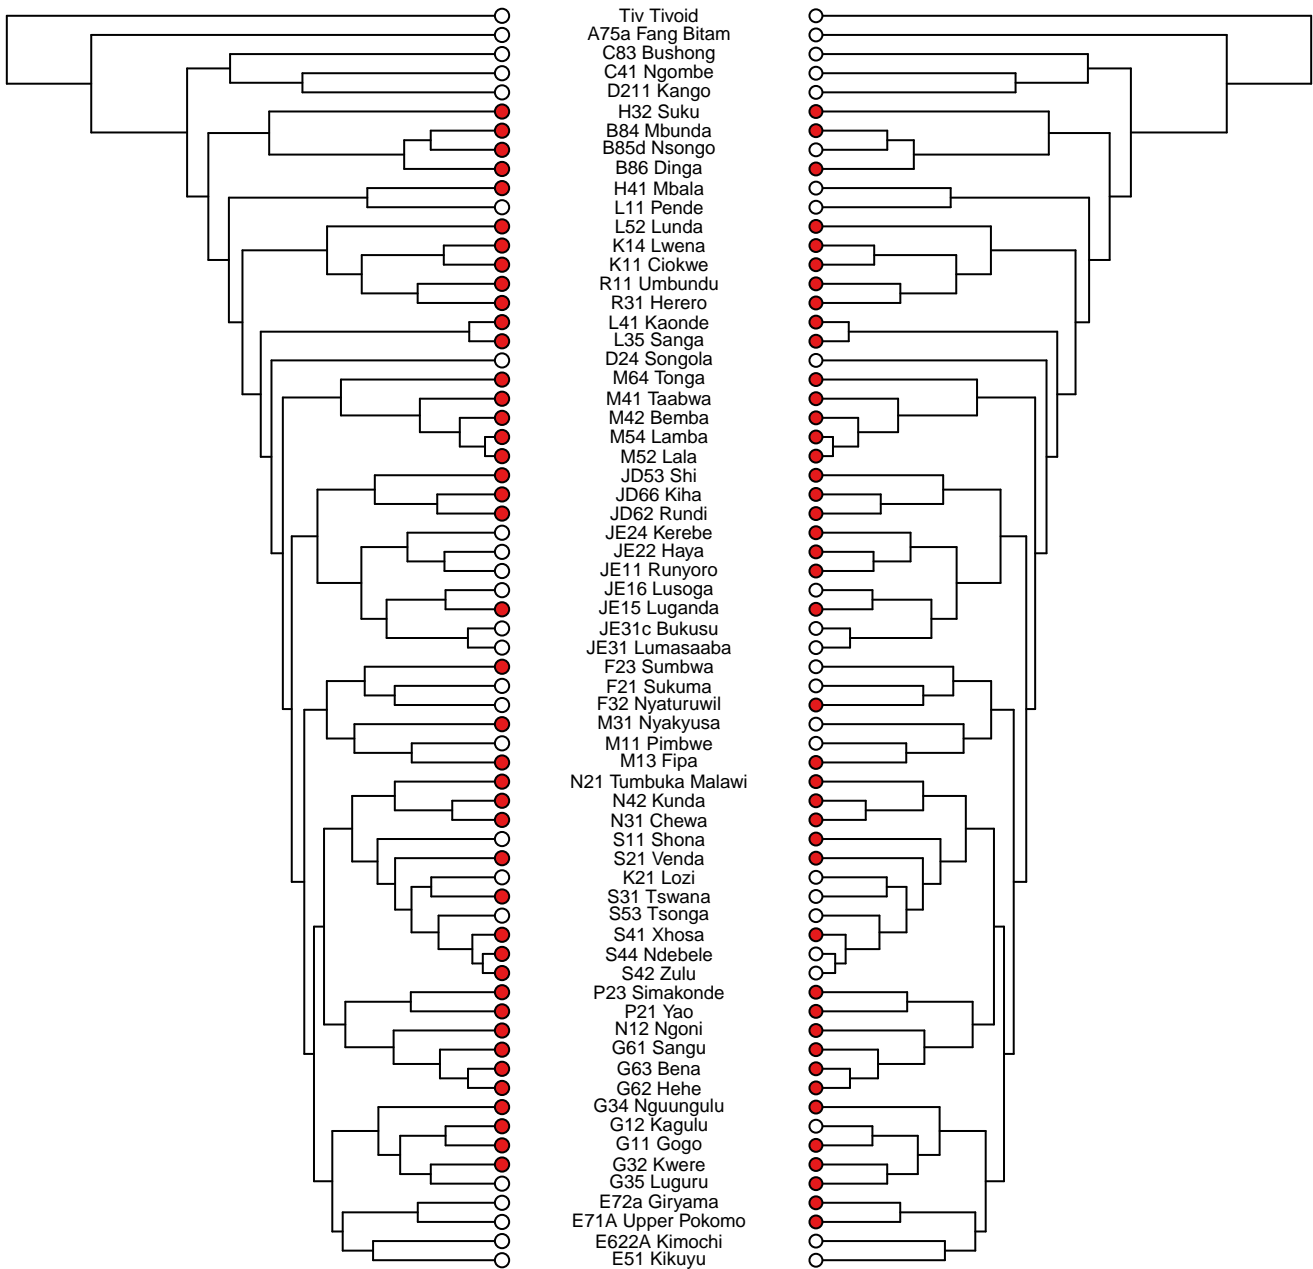 Tiv Tivoid
A75a Fang Bitam
C83 Bushong
C41 Ngombe
D211 Kango
H32 Suku
B84 Mbunda
B85d Nsongo
B86 Dinga
H41 Mbala
L11 Pende
L52 Lunda
K14 Lwena
K11 Ciokwe
R11 Umbundu
R31 Herero
L41 Kaonde
L35 Sanga
D24 Songola
M64 Tonga
M41 Taabwa
M42 Bemba
M54 Lamba
M52 Lala
JD53 Shi
JD66 Kiha
JD62 Rundi
JE24 Kerebe
JE22 Haya
JE11 Runyoro
JE16 Lusoga
JE15 Luganda
JE31c Bukusu
JE31 Lumasaaba
F23 Sumbwa
F21 Sukuma
F32 Nyaturuwil
M31 Nyakyusa
M11 Pimbwe
M13 Fipa
N21 Tumbuka Malawi
N42 Kunda
N31 Chewa
S11 Shona
S21 Venda
K21 Lozi
S31 Tswana
S53 Tsonga
S41 Xhosa
S44 Ndebele
S42 Zulu
P23 Simakonde
P21 Yao
N12 Ngoni
G61 Sangu
G63 Bena
G62 Hehe
G34 Nguungulu
G12 Kagulu
G11 Gogo
G32 Kwere
G35 Luguru
E72a Giryama
E71A Upper Pokomo
E622A Kimochi
E51 Kikuyu